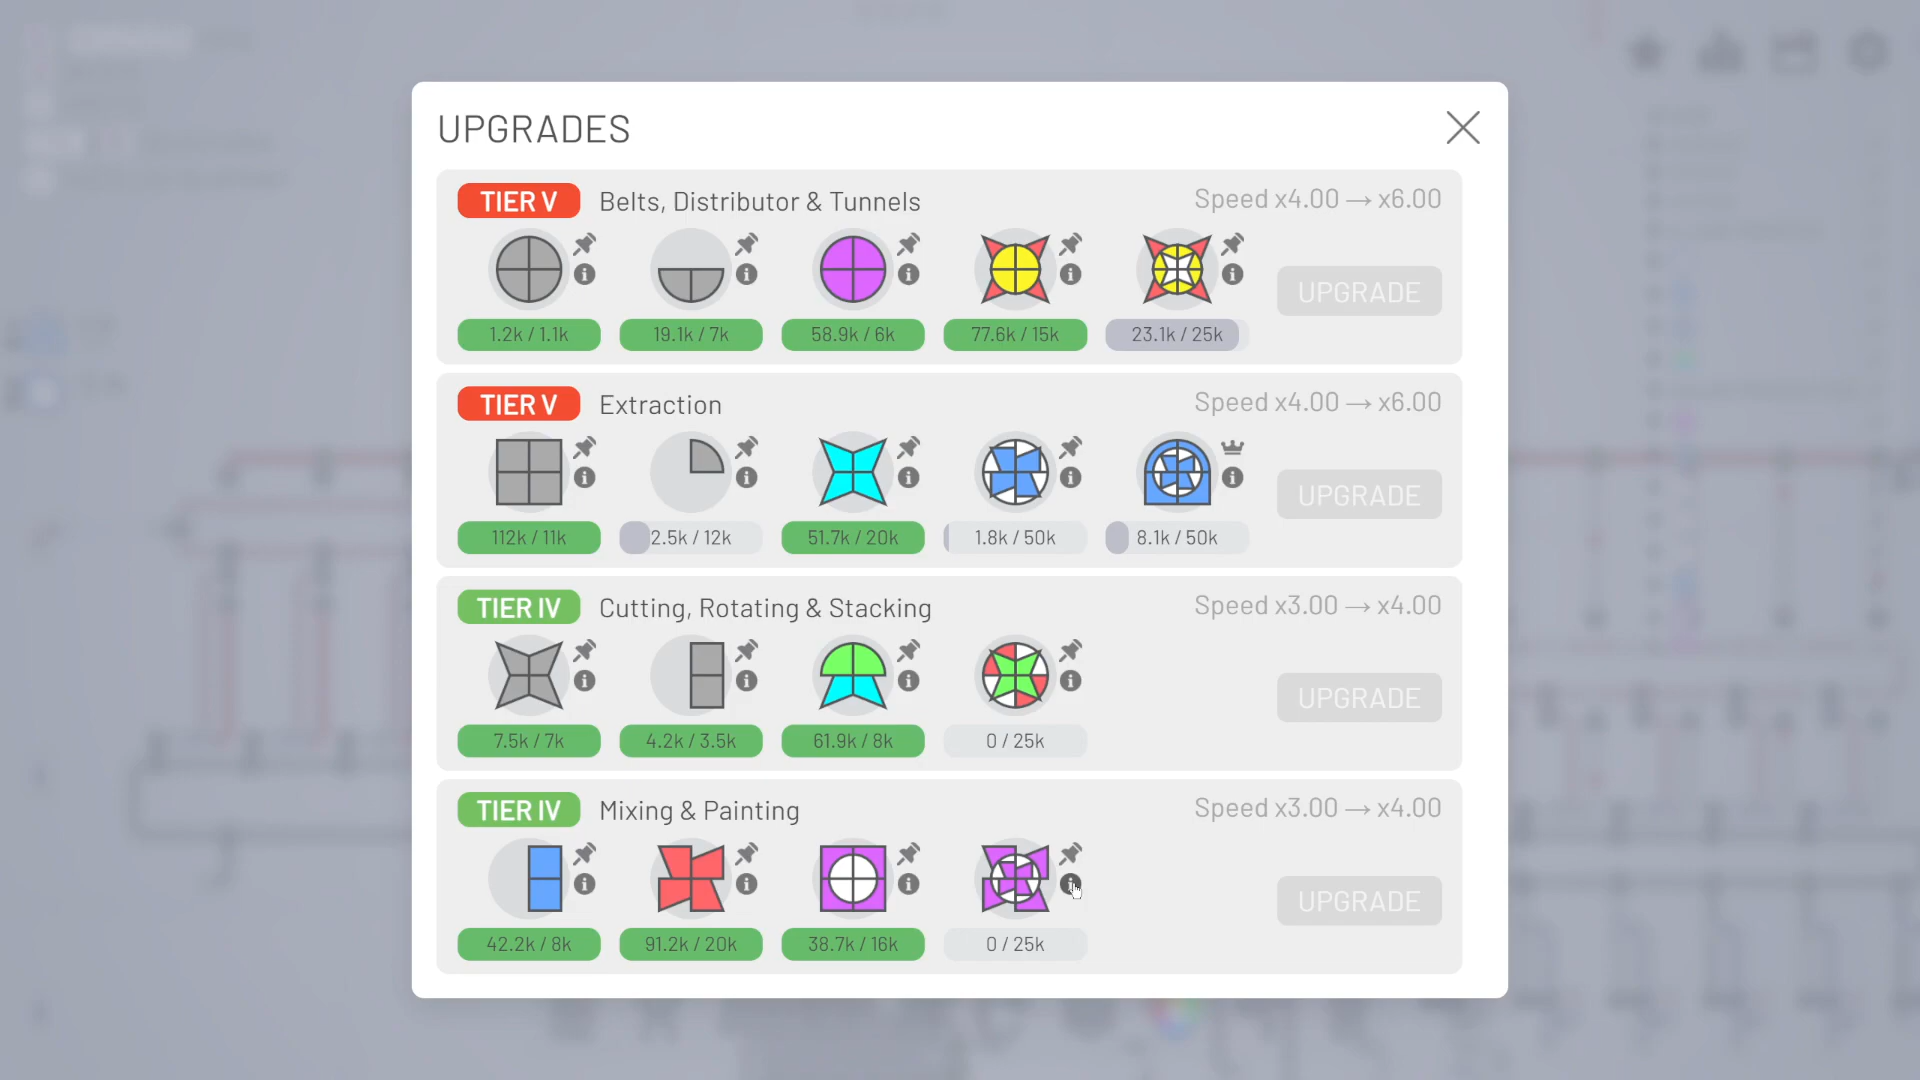 UPGRADES
TIER V Belts, Distributor & Tunnels Speed x4.00 → x6.00
1.2k / 1.1k 19.1k / 7k 58.9k / 6k 77.6k / 15k 23.1k / 25k UPGRADE
TIER V Extraction Speed x4.00 → x6.00
112k / 11k 2.5k / 12k 51.7k / 20k 1.8k / 50k 8.1k / 50k UPGRADE
TIER IV Cutting, Rotating & Stacking Speed x3.00 → x4.00
7.5k / 7k 4.2k / 3.5k 61.9k / 8k 0 / 25k UPGRADE
TIER IV Mixing & Painting Speed x3.00 → x4.00
42.2k / 8k 91.2k / 20k 38.7k / 16k 0 / 25k UPGRADE